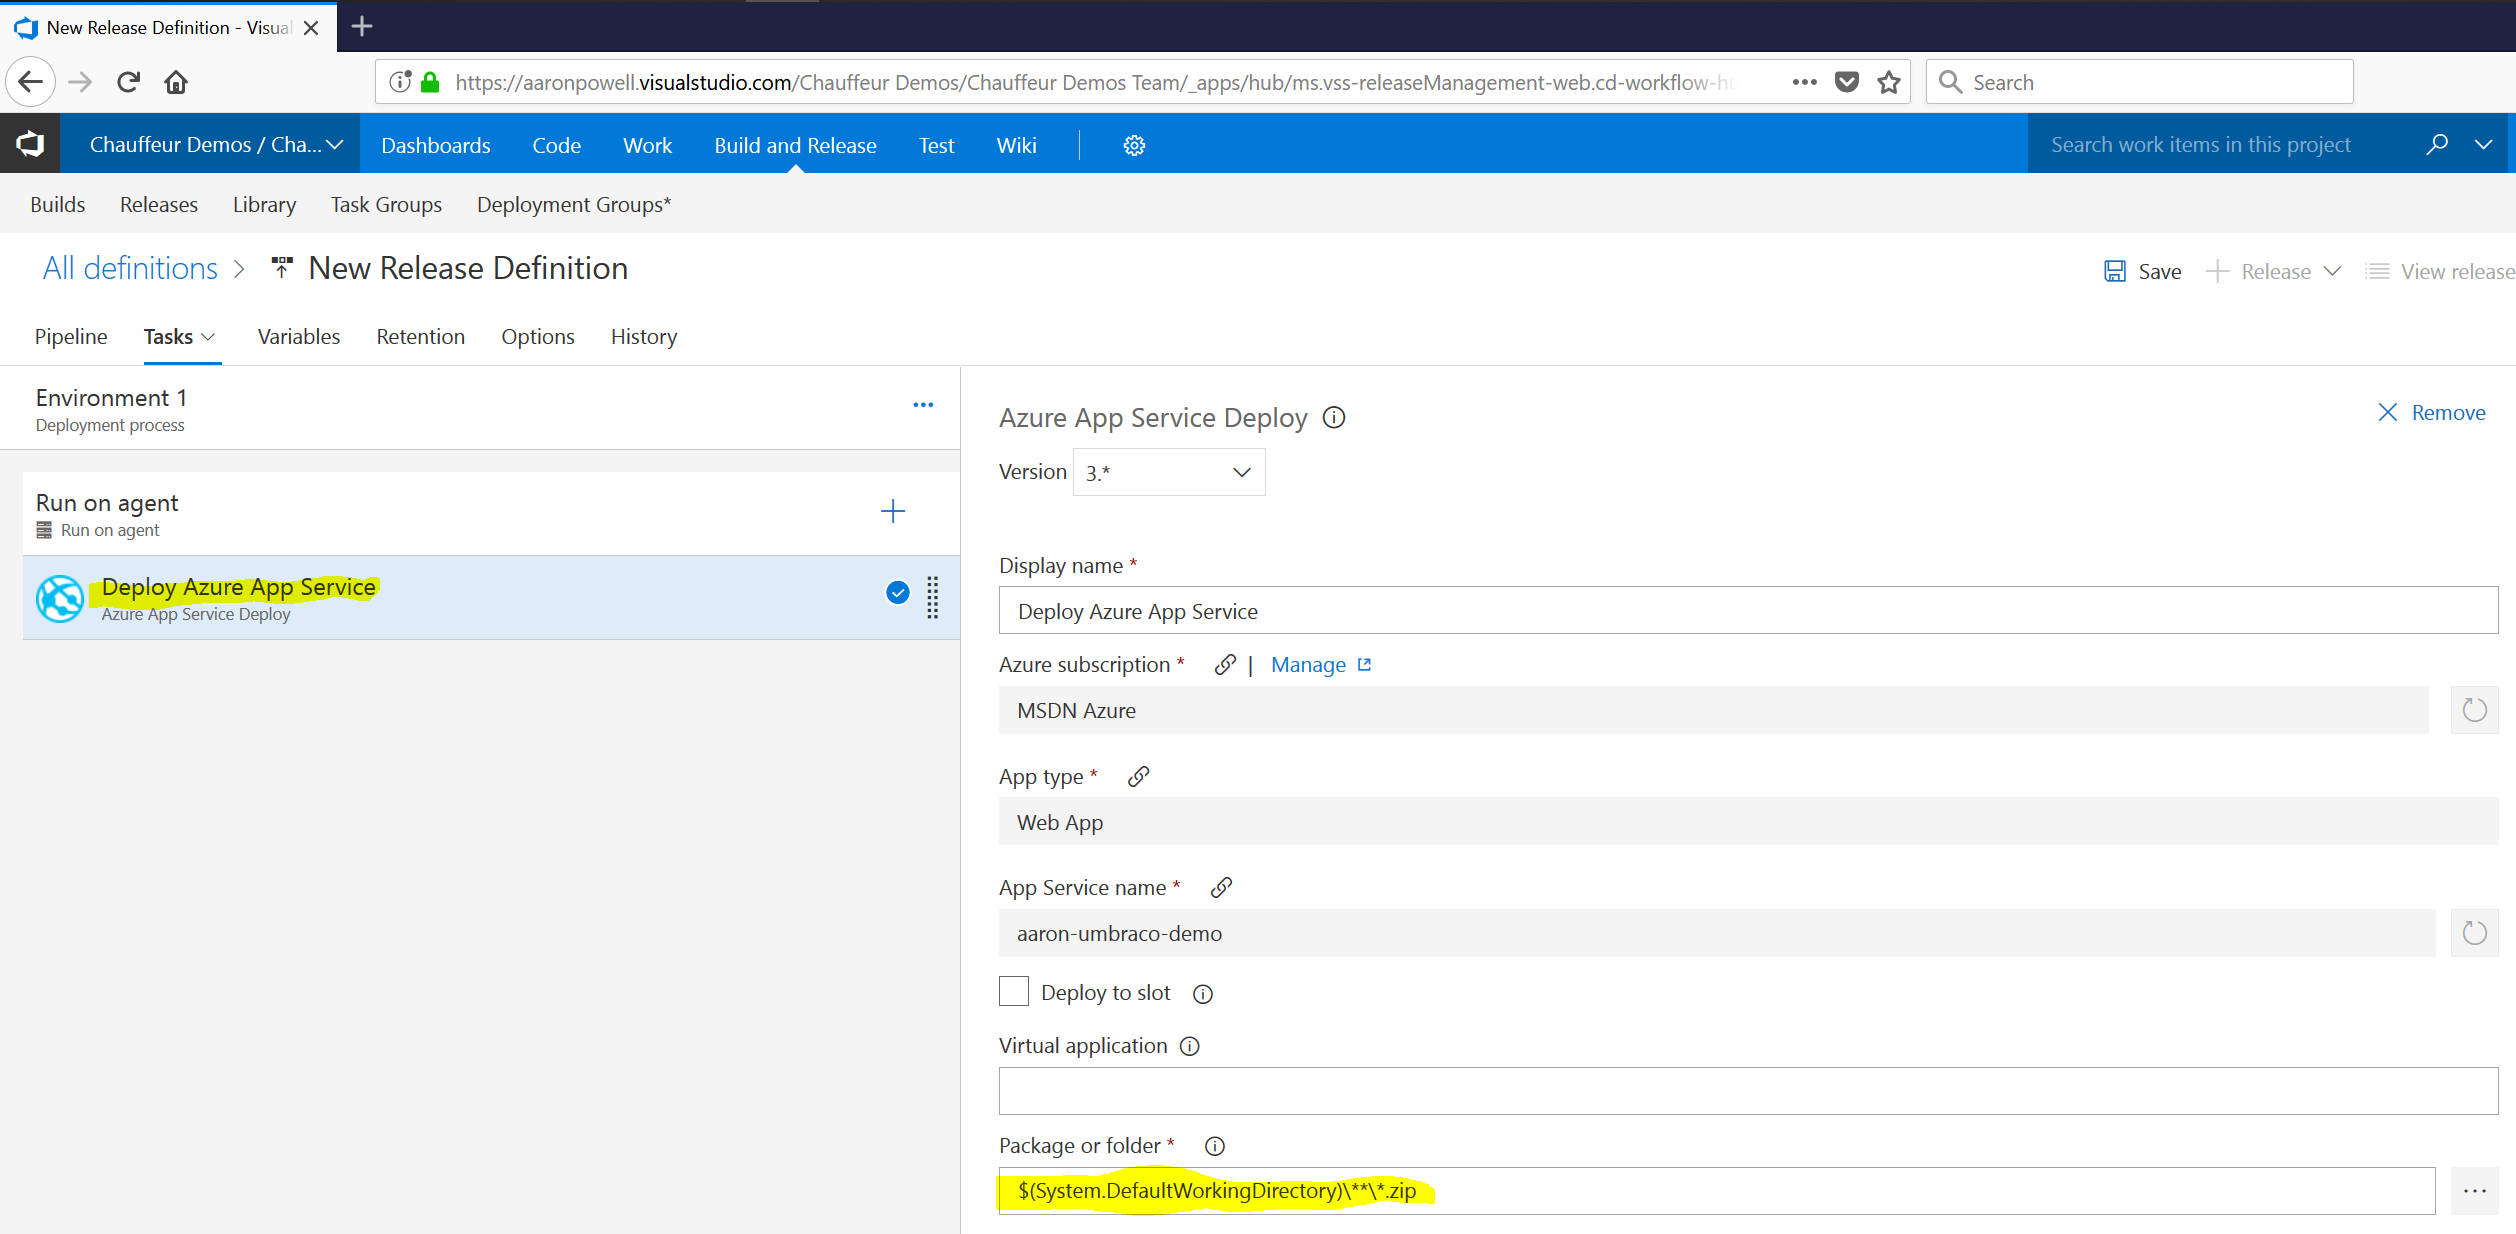 New Release Definition - Visual
https://aaronpowell.visualstudio.com/Chauffeur Demos/Chauffeur Demos Team/_apps/hub/ms.vss-releaseManagement-web.cd-workflow-hu
Search
Chauffeur Demos / Cha...
Dashboards
Code
Work
Build and Release
Test
Wiki
Search work items in this project
Builds
Releases
Library
Task Groups
Deployment Groups*
All definitions > New Release Definition
Save
Release
View release
Pipeline
Tasks
Variables
Retention
Options
History
Environment 1
Deployment process
Run on agent
Run on agent
Deploy Azure App Service
Azure App Service Deploy
Azure App Service Deploy
Remove
Version 3.*
Display name *
Deploy Azure App Service
Azure subscription * | Manage
MSDN Azure
App type *
Web App
App Service name *
aaron-umbraco-demo
Deploy to slot
Virtual application
Package or folder *
$(System.DefaultWorkingDirectory)\**\*.zip